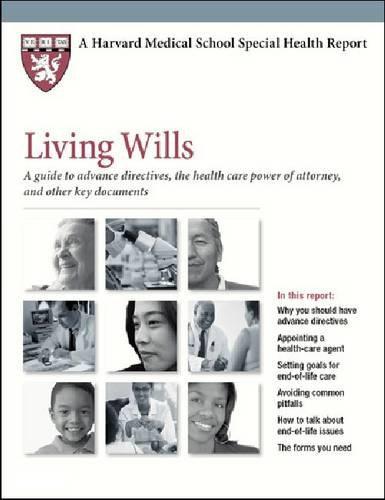 VE RI TAS
A Harvard Medical School Special Health Report
Living Wills
A guide to advance directives, the health care power of attorney,
and other key documents
In this report:
Why you should have
advance directives
Appointing a
health-care agent
Setting goals for
end-of-life care
Avoiding common
pitfalls
How to talk about
end-of-life issues
The forms you need